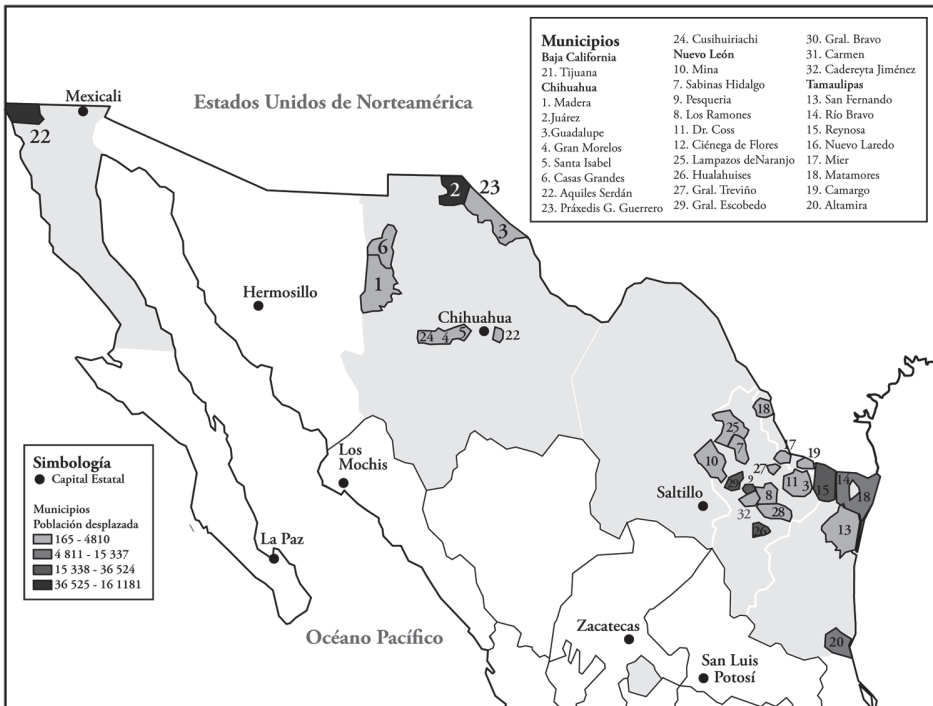 Municipios
Baja California
21. Tijuana
Chihuahua
1. Madera
2.Juárez
3.Guadalupe
4. Gran Morelos
5. Santa Isabel
6. Casas Grandes
22. Aquiles Serdán
23. Práxedis G. Guerrero
24. Cusihuiriachi
Nuevo León
10. Mina
7. Sabinas Hidalgo
9. Pesqueria
8. Los Ramones
11. Dr. Coss
12. Ciénega de Flores
25. Lampazos deNaranjo
26. Hualahuises
27. Gral. Treviño
29. Gral. Escobedo
30. Gral. Bravo
31. Carmen
32. Cadereyta Jiménez
Tamaulipas
13. San Fernando
14. Río Bravo
15. Reynosa
16. Nuevo Laredo
17. Mier
18. Matamores
19. Camargo
20. Altamira
Mexicali
Estados Unidos de Norteamérica
22
2
23
3
6
1
Hermosillo
Chihuahua
24
4
5
22
18
25
7
10
17
19
27
29
9
11
3
15
14
18
8
32
28
13
26
Saltillo
Los
Mochis
La Paz
Océano Pacífico
Zacatecas
20
San Luis
Potosí
Simbología
Capital Estatal
Municipios
Población desplazada
165 - 4810
4 811 - 15 337
15 338 - 36 524
36 525 - 16 1181